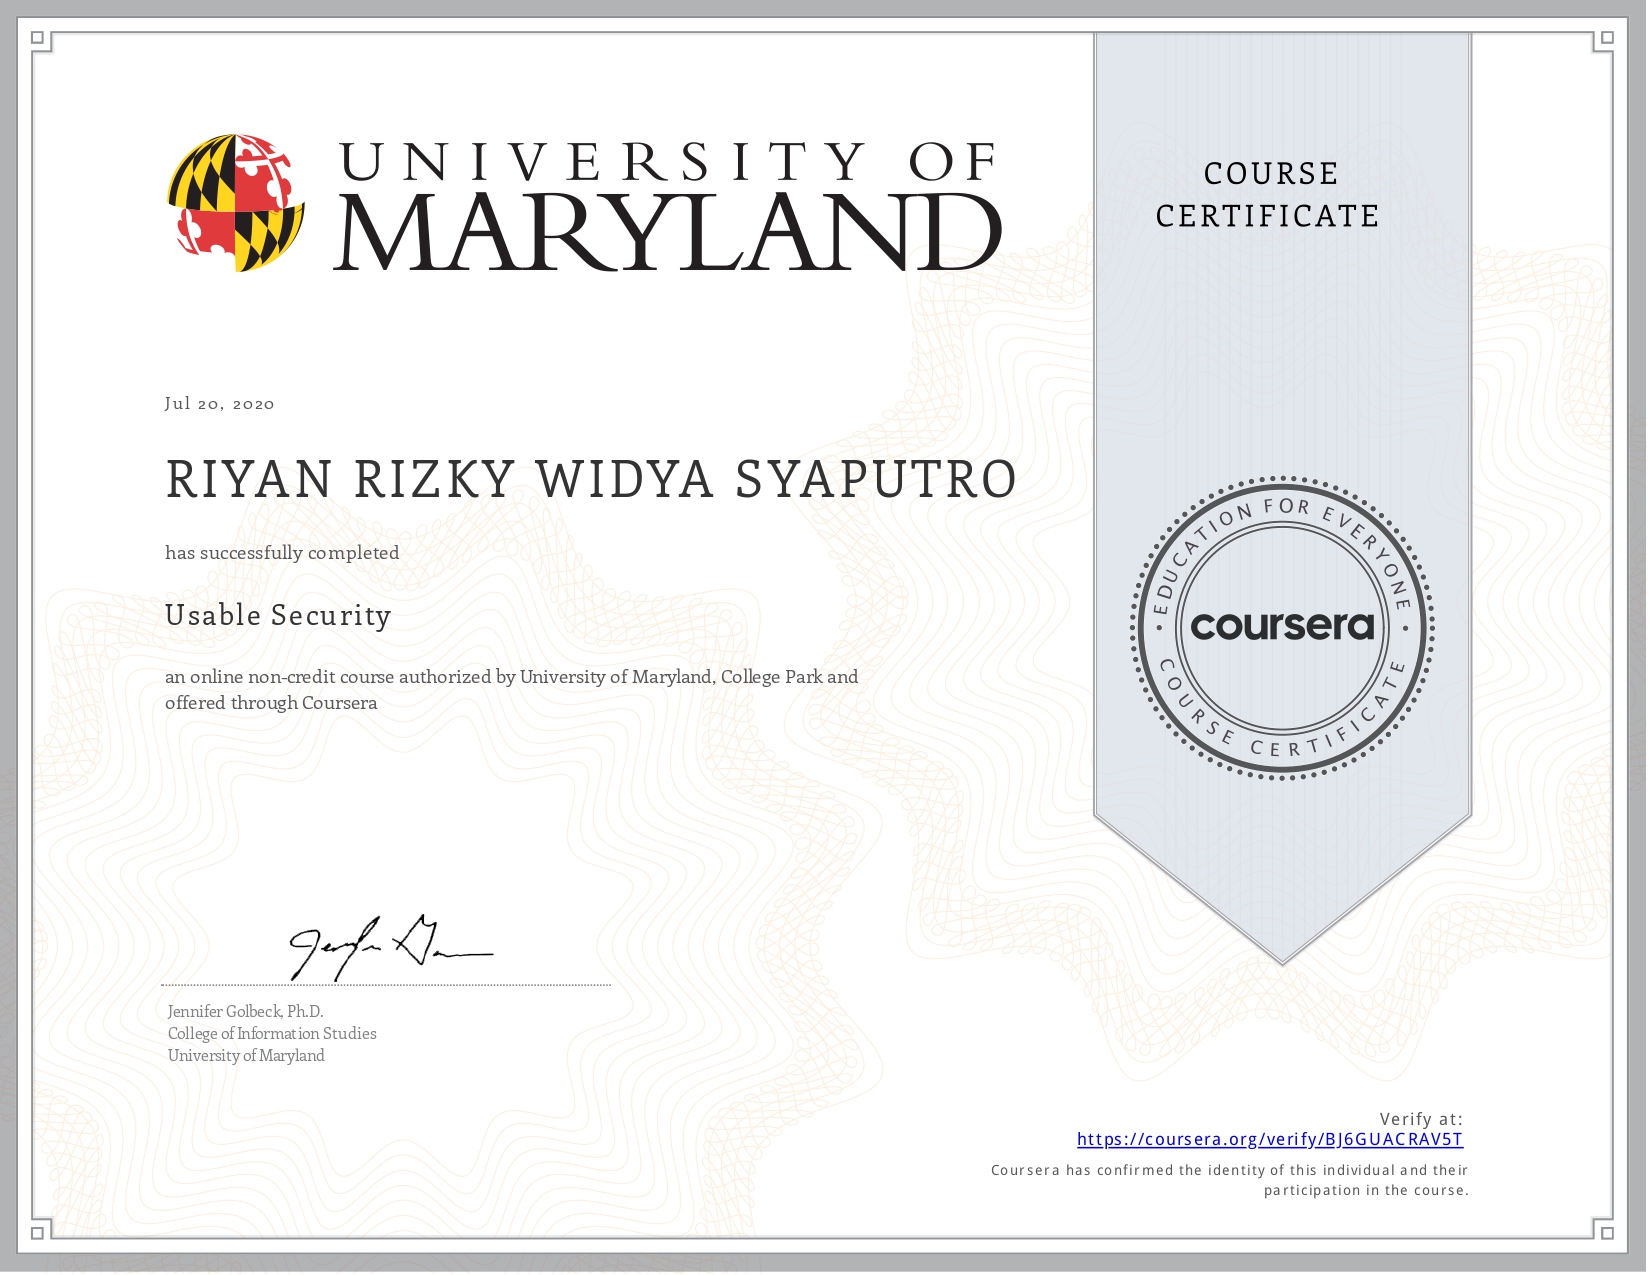 UNIVERSITY OF
MARYLAND
COURSE
CERTIFICATE
Jul 20, 2020
RIYAN RIZKY WIDYA SYAPUTRO
has successfully completed
Usable Security
an online non-credit course authorized by University of Maryland, College Park and
offered through Coursera
EDUCATION FOR EVERYONE
coursera
COURSE CERTIFICATE
Jennifer Golbeck, Ph.D.
College of Information Studies
University of Maryland
Verify at:
https://coursera.org/verify/BJ6GUACRAV5T
Coursera has confirmed the identity of this individual and their
participation in the course.